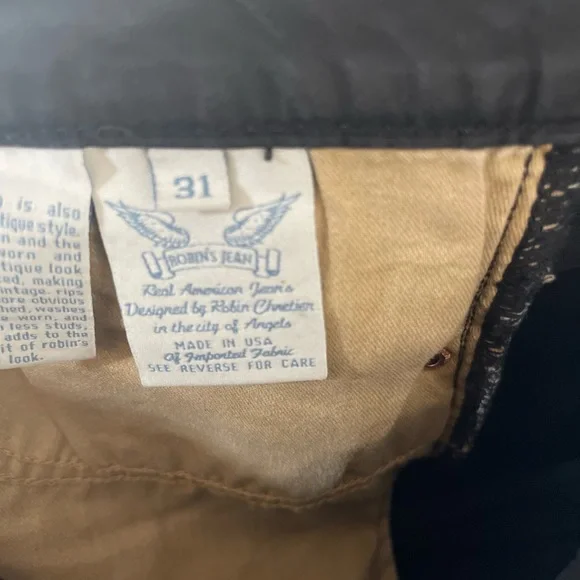 is also
tique style.
n and the
worn and
tique look
ed, making
intage. rips
ore obvious
hed, washes
e worn, and
less studs,
adds to the
it of robin's
look.
31
ROBIN'S JEAN
Real American Jean's
Designed by Robin Chretien
in the city of Angels
MADE IN USA
Of Imported Fabric
SEE REVERSE FOR CARE